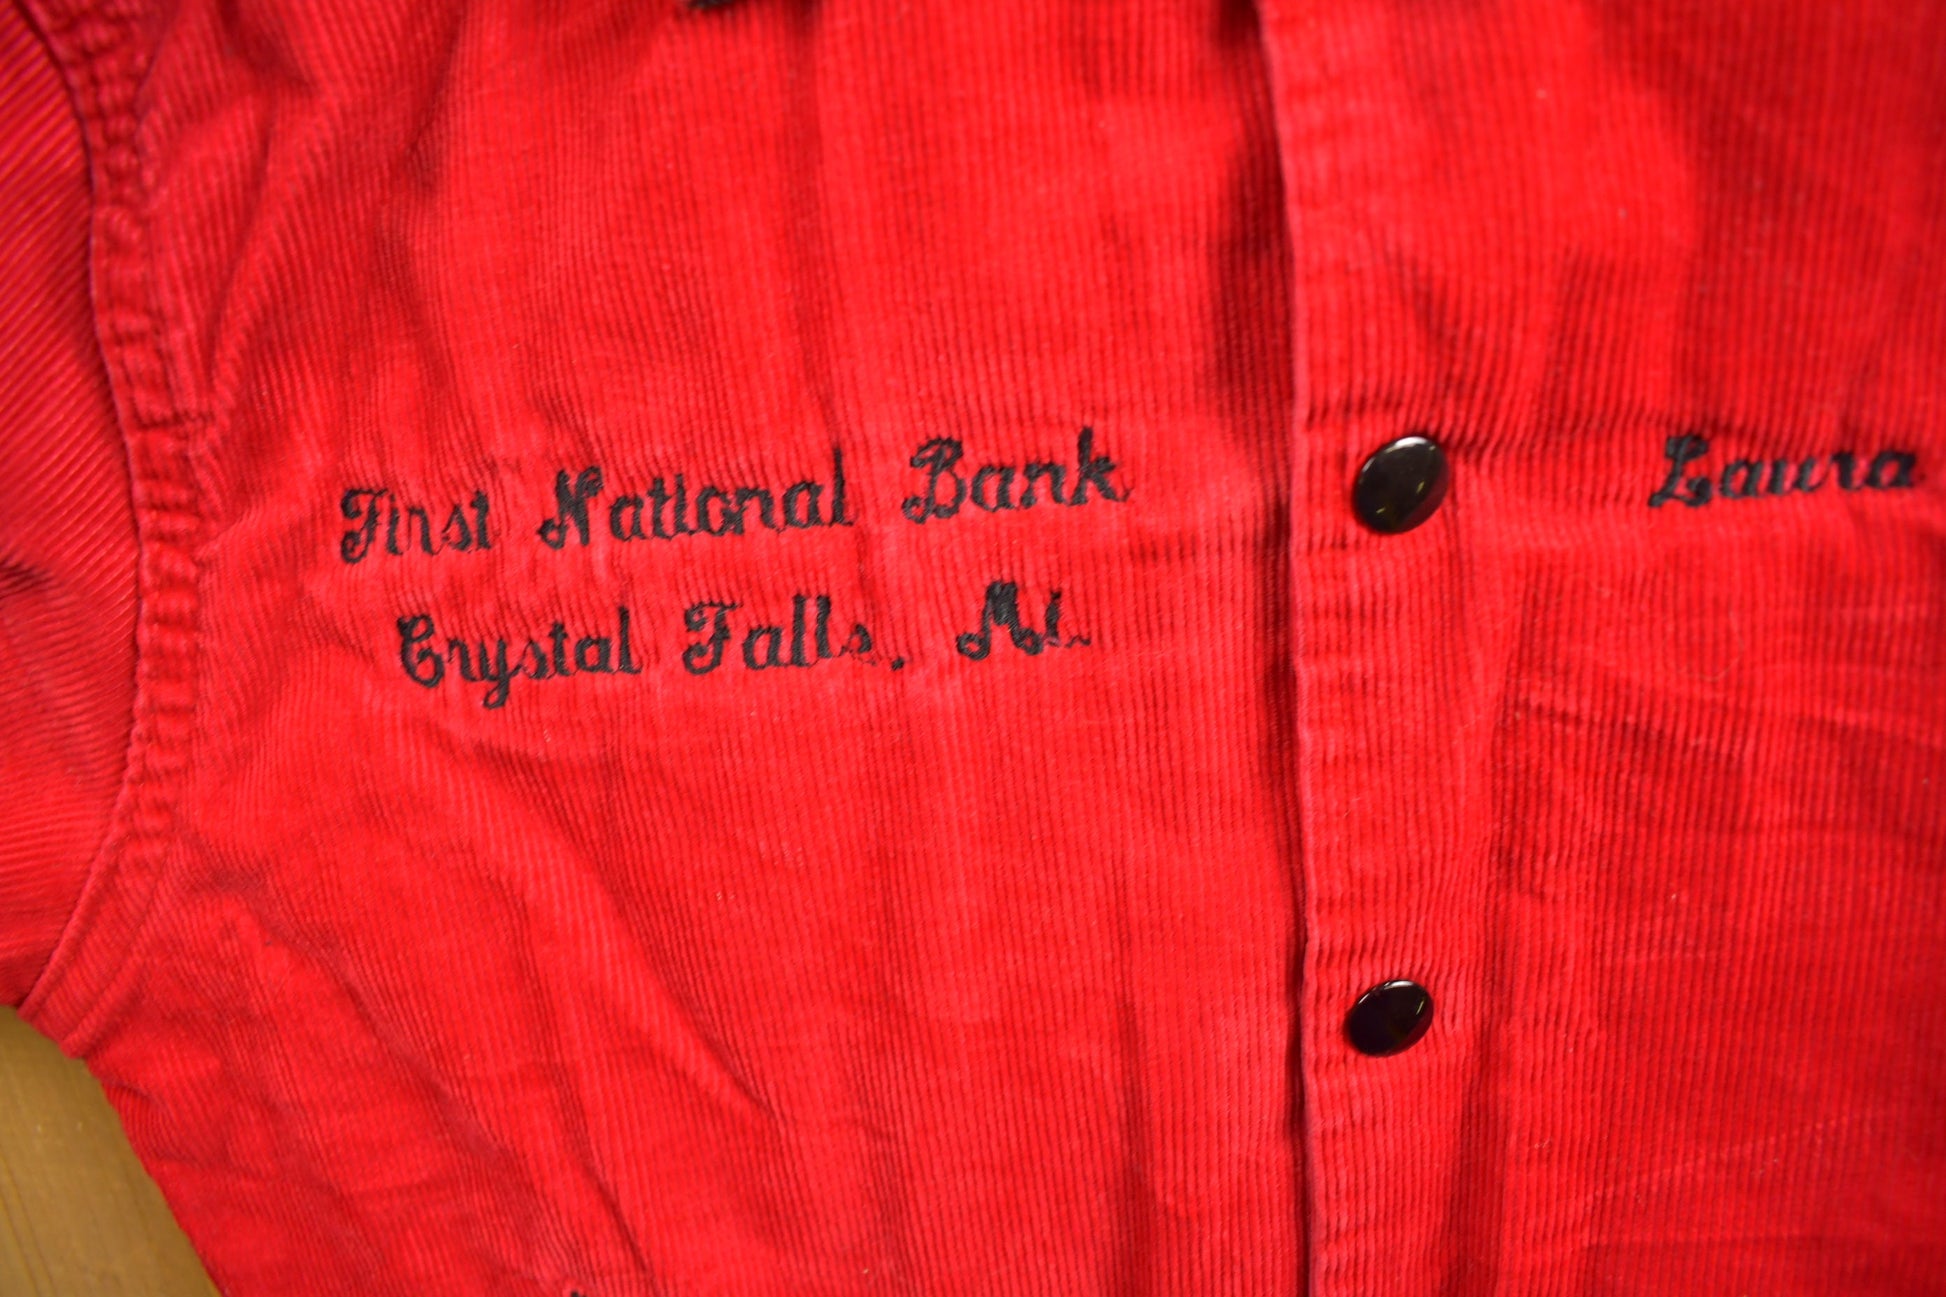 First National Bank
Crystal Falls, Mi.
Laura